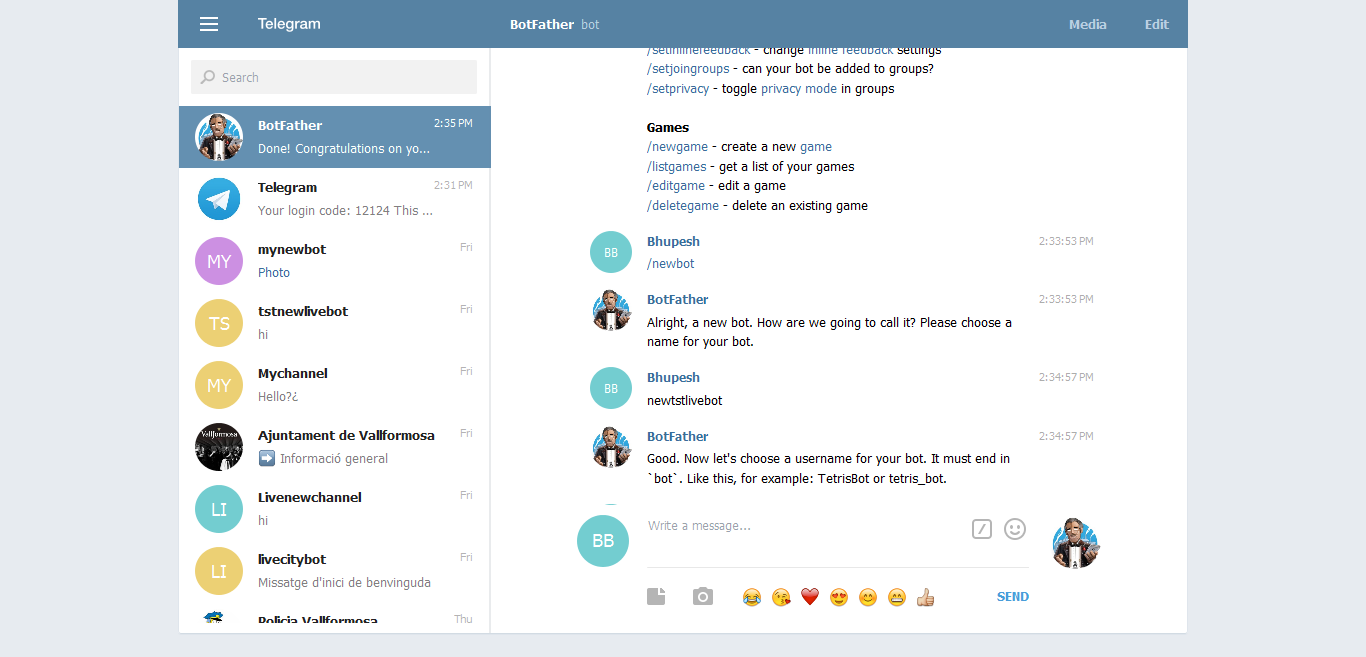 Telegram
BotFather bot
Media
Edit
Search
BotFather 2:35 PM
Done! Congratulations on yo...
Telegram 2:31 PM
Your login code: 12124 This ...
MY
mynewbot Fri
Photo
TS
tstnewlivebot Fri
hi
MY
Mychannel Fri
Hello?¿
Vallformosa
Ajuntament de Vallformosa Fri
➡ Informació general
LI
Livenewchannel Fri
hi
LI
livecitybot Fri
Missatge d'inici de benvinguda
Policia Vallformosa Thu
/setinlinefeedback - change inline feedback settings
/setjoingroups - can your bot be added to groups?
/setprivacy - toggle privacy mode in groups
Games
/newgame - create a new game
/listgames - get a list of your games
/editgame - edit a game
/deletegame - delete an existing game
BB
Bhupesh 2:33:53 PM
/newbot
BotFather 2:33:53 PM
Alright, a new bot. How are we going to call it? Please choose a
name for your bot.
BB
Bhupesh 2:34:57 PM
newtstlivebot
BotFather 2:34:57 PM
Good. Now let's choose a username for your bot. It must end in
`bot`. Like this, for example: TetrisBot or tetris_bot.
BB
Write a message...
SEND